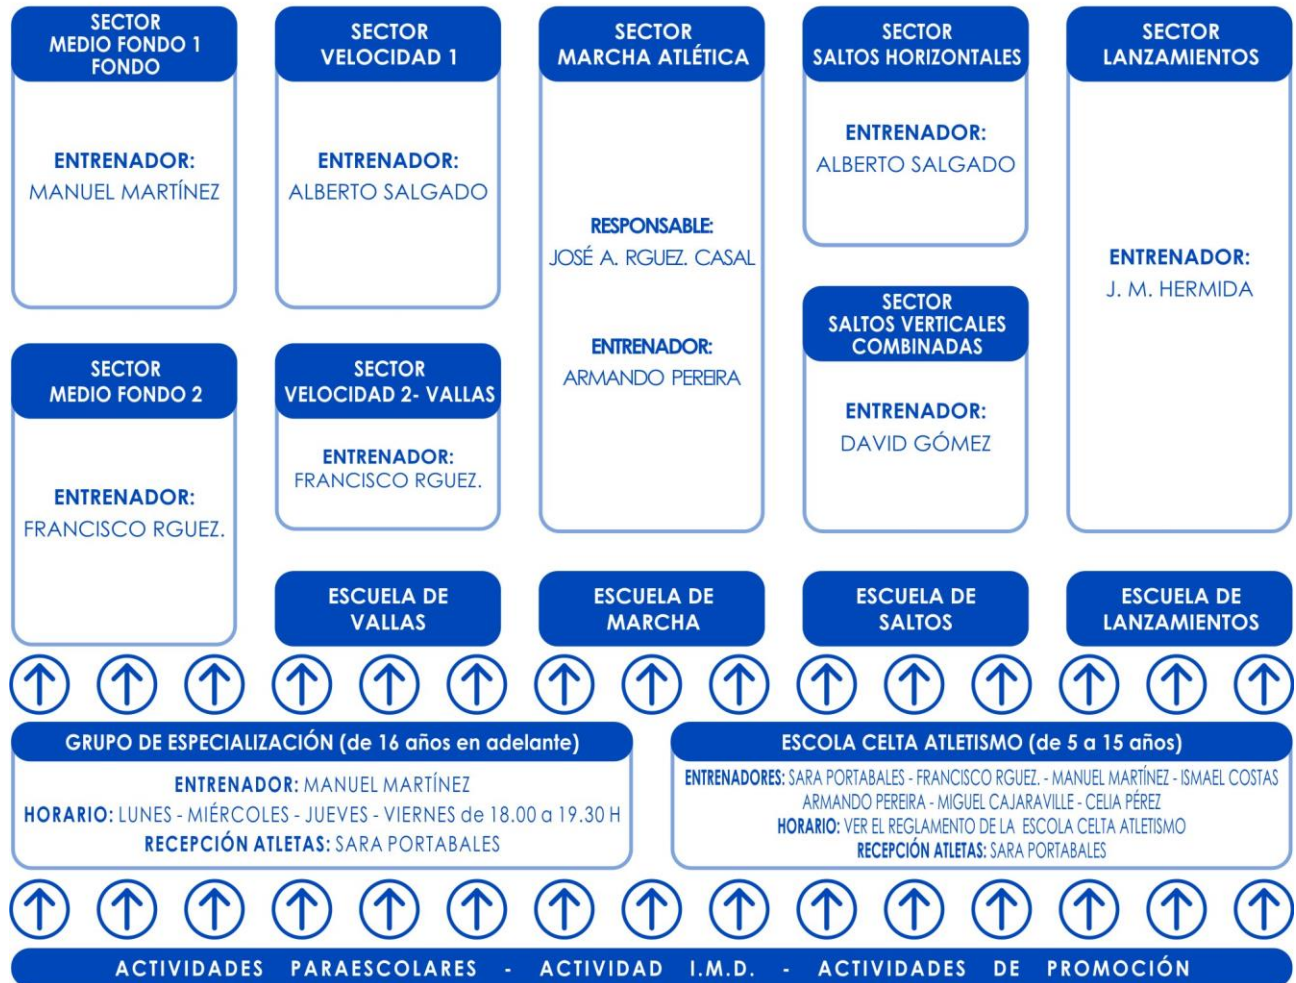 SECTOR
MEDIO FONDO 1
FONDO
ENTRENADOR:
MANUEL MARTÍNEZ
SECTOR
VELOCIDAD 1
ENTRENADOR:
ALBERTO SALGADO
SECTOR
MARCHA ATLÉTICA
RESPONSABLE:
JOSÉ A. RGUEZ. CASAL
ENTRENADOR:
ARMANDO PEREIRA
SECTOR
SALTOS HORIZONTALES
ENTRENADOR:
ALBERTO SALGADO
SECTOR
LANZAMIENTOS
ENTRENADOR:
J. M. HERMIDA
SECTOR
MEDIO FONDO 2
ENTRENADOR:
FRANCISCO RGUEZ.
SECTOR
VELOCIDAD 2- VALLAS
ENTRENADOR:
FRANCISCO RGUEZ.
SECTOR
SALTOS VERTICALES
COMBINADAS
ENTRENADOR:
DAVID GÓMEZ
ESCUELA DE
VALLAS
ESCUELA DE
MARCHA
ESCUELA DE
SALTOS
ESCUELA DE
LANZAMIENTOS
GRUPO DE ESPECIALIZACIÓN (de 16 años en adelante)
ENTRENADOR: MANUEL MARTÍNEZ
HORARIO: LUNES - MIÉRCOLES - JUEVES - VIERNES de 18.00 a 19.30 H
RECEPCIÓN ATLETAS: SARA PORTABALES
ESCOLA CELTA ATLETISMO (de 5 a 15 años)
ENTRENADORES: SARA PORTABALES - FRANCISCO RGUEZ. - MANUEL MARTÍNEZ - ISMAEL COSTAS
ARMANDO PEREIRA - MIGUEL CAJARAVILLE - CELIA PÉREZ
HORARIO: VER EL REGLAMENTO DE LA ESCOLA CELTA ATLETISMO
RECEPCIÓN ATLETAS: SARA PORTABALES
ACTIVIDADES PARAESCOLARES - ACTIVIDAD I.M.D. - ACTIVIDADES DE PROMOCIÓN